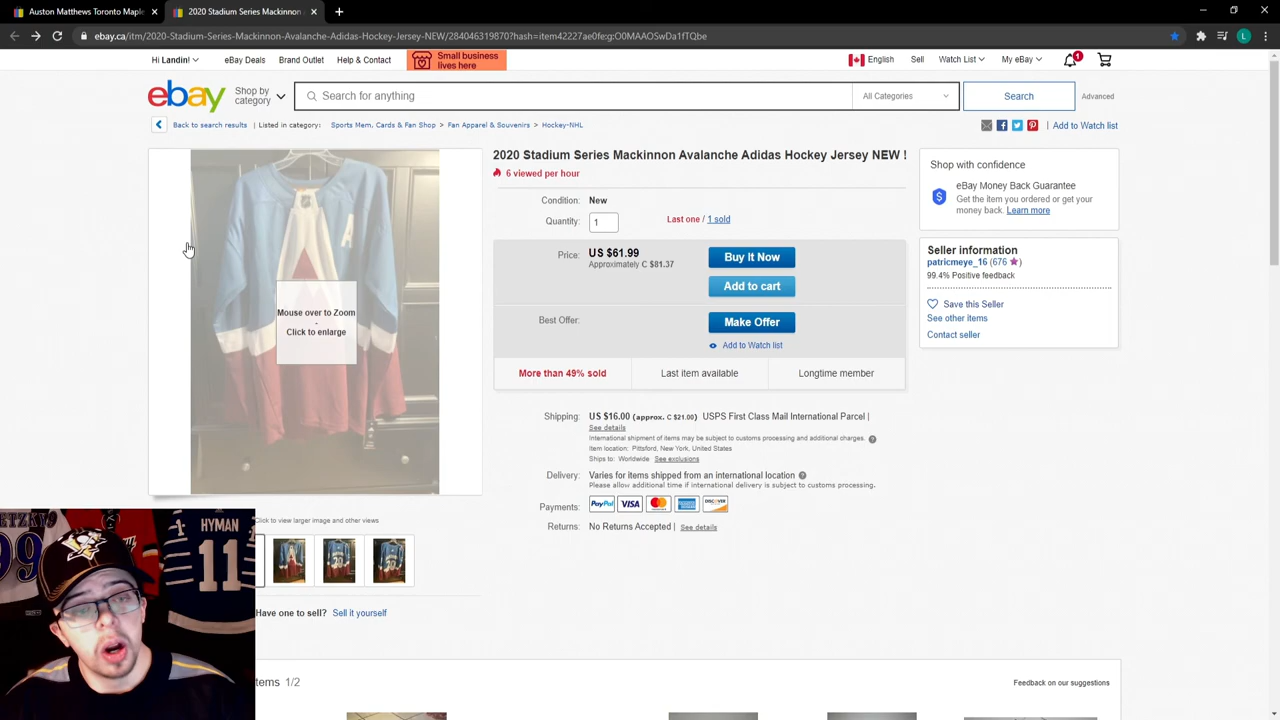 Auston Matthews Toronto Maple
2020 Stadium Series Mackinnon
ebay.ca/itm/2020-Stadium-Series-Mackinnon-Avalanche-Adidas-Hockey-Jersey-NEW/284046319870?hash=item42227ae0fe:g:O0MAAOSwDa1fTQbe
L
Hi Landin!
eBay Deals
Brand Outlet
Help & Contact
Small business
lives here
English
Sell
Watch List
My eBay
1
ebay
Shop by
category
Search for anything
All Categories
Search
Advanced
Back to search results
Listed in category:
Sports Mem, Cards & Fan Shop > Fan Apparel & Souvenirs > Hockey-NHL
Add to Watch list
2020 Stadium Series Mackinnon Avalanche Adidas Hockey Jersey NEW !
6 viewed per hour
Condition: New
Quantity: 1
Last one / 1 sold
Price: US $61.99
Approximately C $81.37
Buy It Now
Add to cart
Best Offer:
Make Offer
Add to Watch list
More than 49% sold
Last item available
Longtime member
Shipping: US $16.00 (approx. C $21.00) USPS First Class Mail International Parcel |
See details
International shipment of items may be subject to customs processing and additional charges.
Item location: Pittsford, New York, United States
Ships to: Worldwide See exclusions
Delivery: Varies for items shipped from an international location
Please allow additional time if international delivery is subject to customs processing.
Payments: PayPal VISA MasterCard AMERICAN EXPRESS DISCOVER
Returns: No Returns Accepted | See details
Shop with confidence
eBay Money Back Guarantee
Get the item you ordered or get your
money back. Learn more
Seller information
patricmeye_16 (676)
99.4% Positive feedback
Save this Seller
See other items
Contact seller
Mouse over to Zoom
-
Click to enlarge
Click to view larger image and other views
Have one to sell? Sell it yourself
tems 1/2
Feedback on our suggestions
ETZKY
99
HYMAN
11